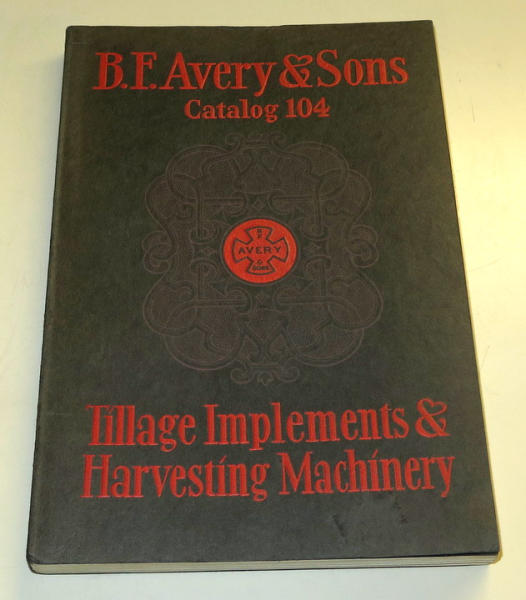 B.F. Avery & Sons
Catalog 104
B
F
AVERY
&
SONS
Tillage Implements &
Harvesting Machinery